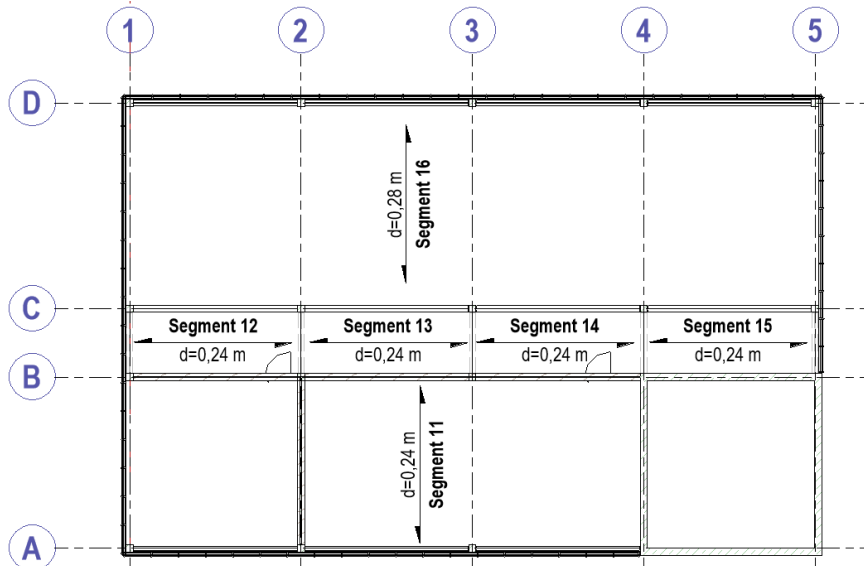 1 2 3 4 5
D
d=0,28 m
Segment 16
C
Segment 12 Segment 13 Segment 14 Segment 15
d=0,24 m d=0,24 m d=0,24 m d=0,24 m
B
d=0,24 m
Segment 11
A